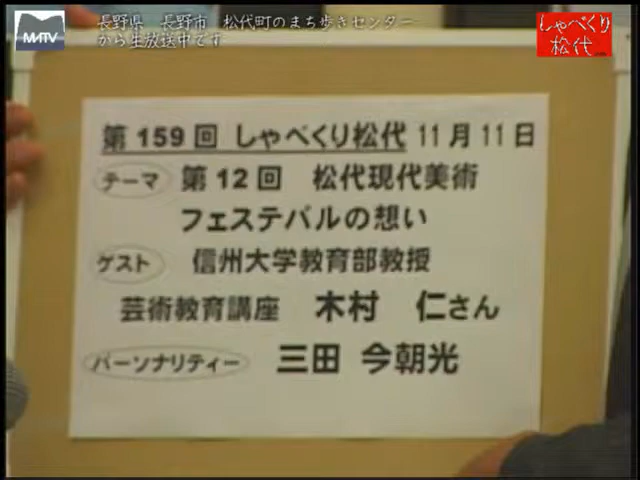 MATV
長野県　長野市　松代町のまち歩きセンター
から生放送中です
しゃべくり
松代
第159回 しゃべくり松代 11月11日
テーマ 第12回 松代現代美術
フェステバルの想い
ゲスト 信州大学教育部教授
芸術教育講座 木村 仁さん
パーソナリティー 三田 今朝光